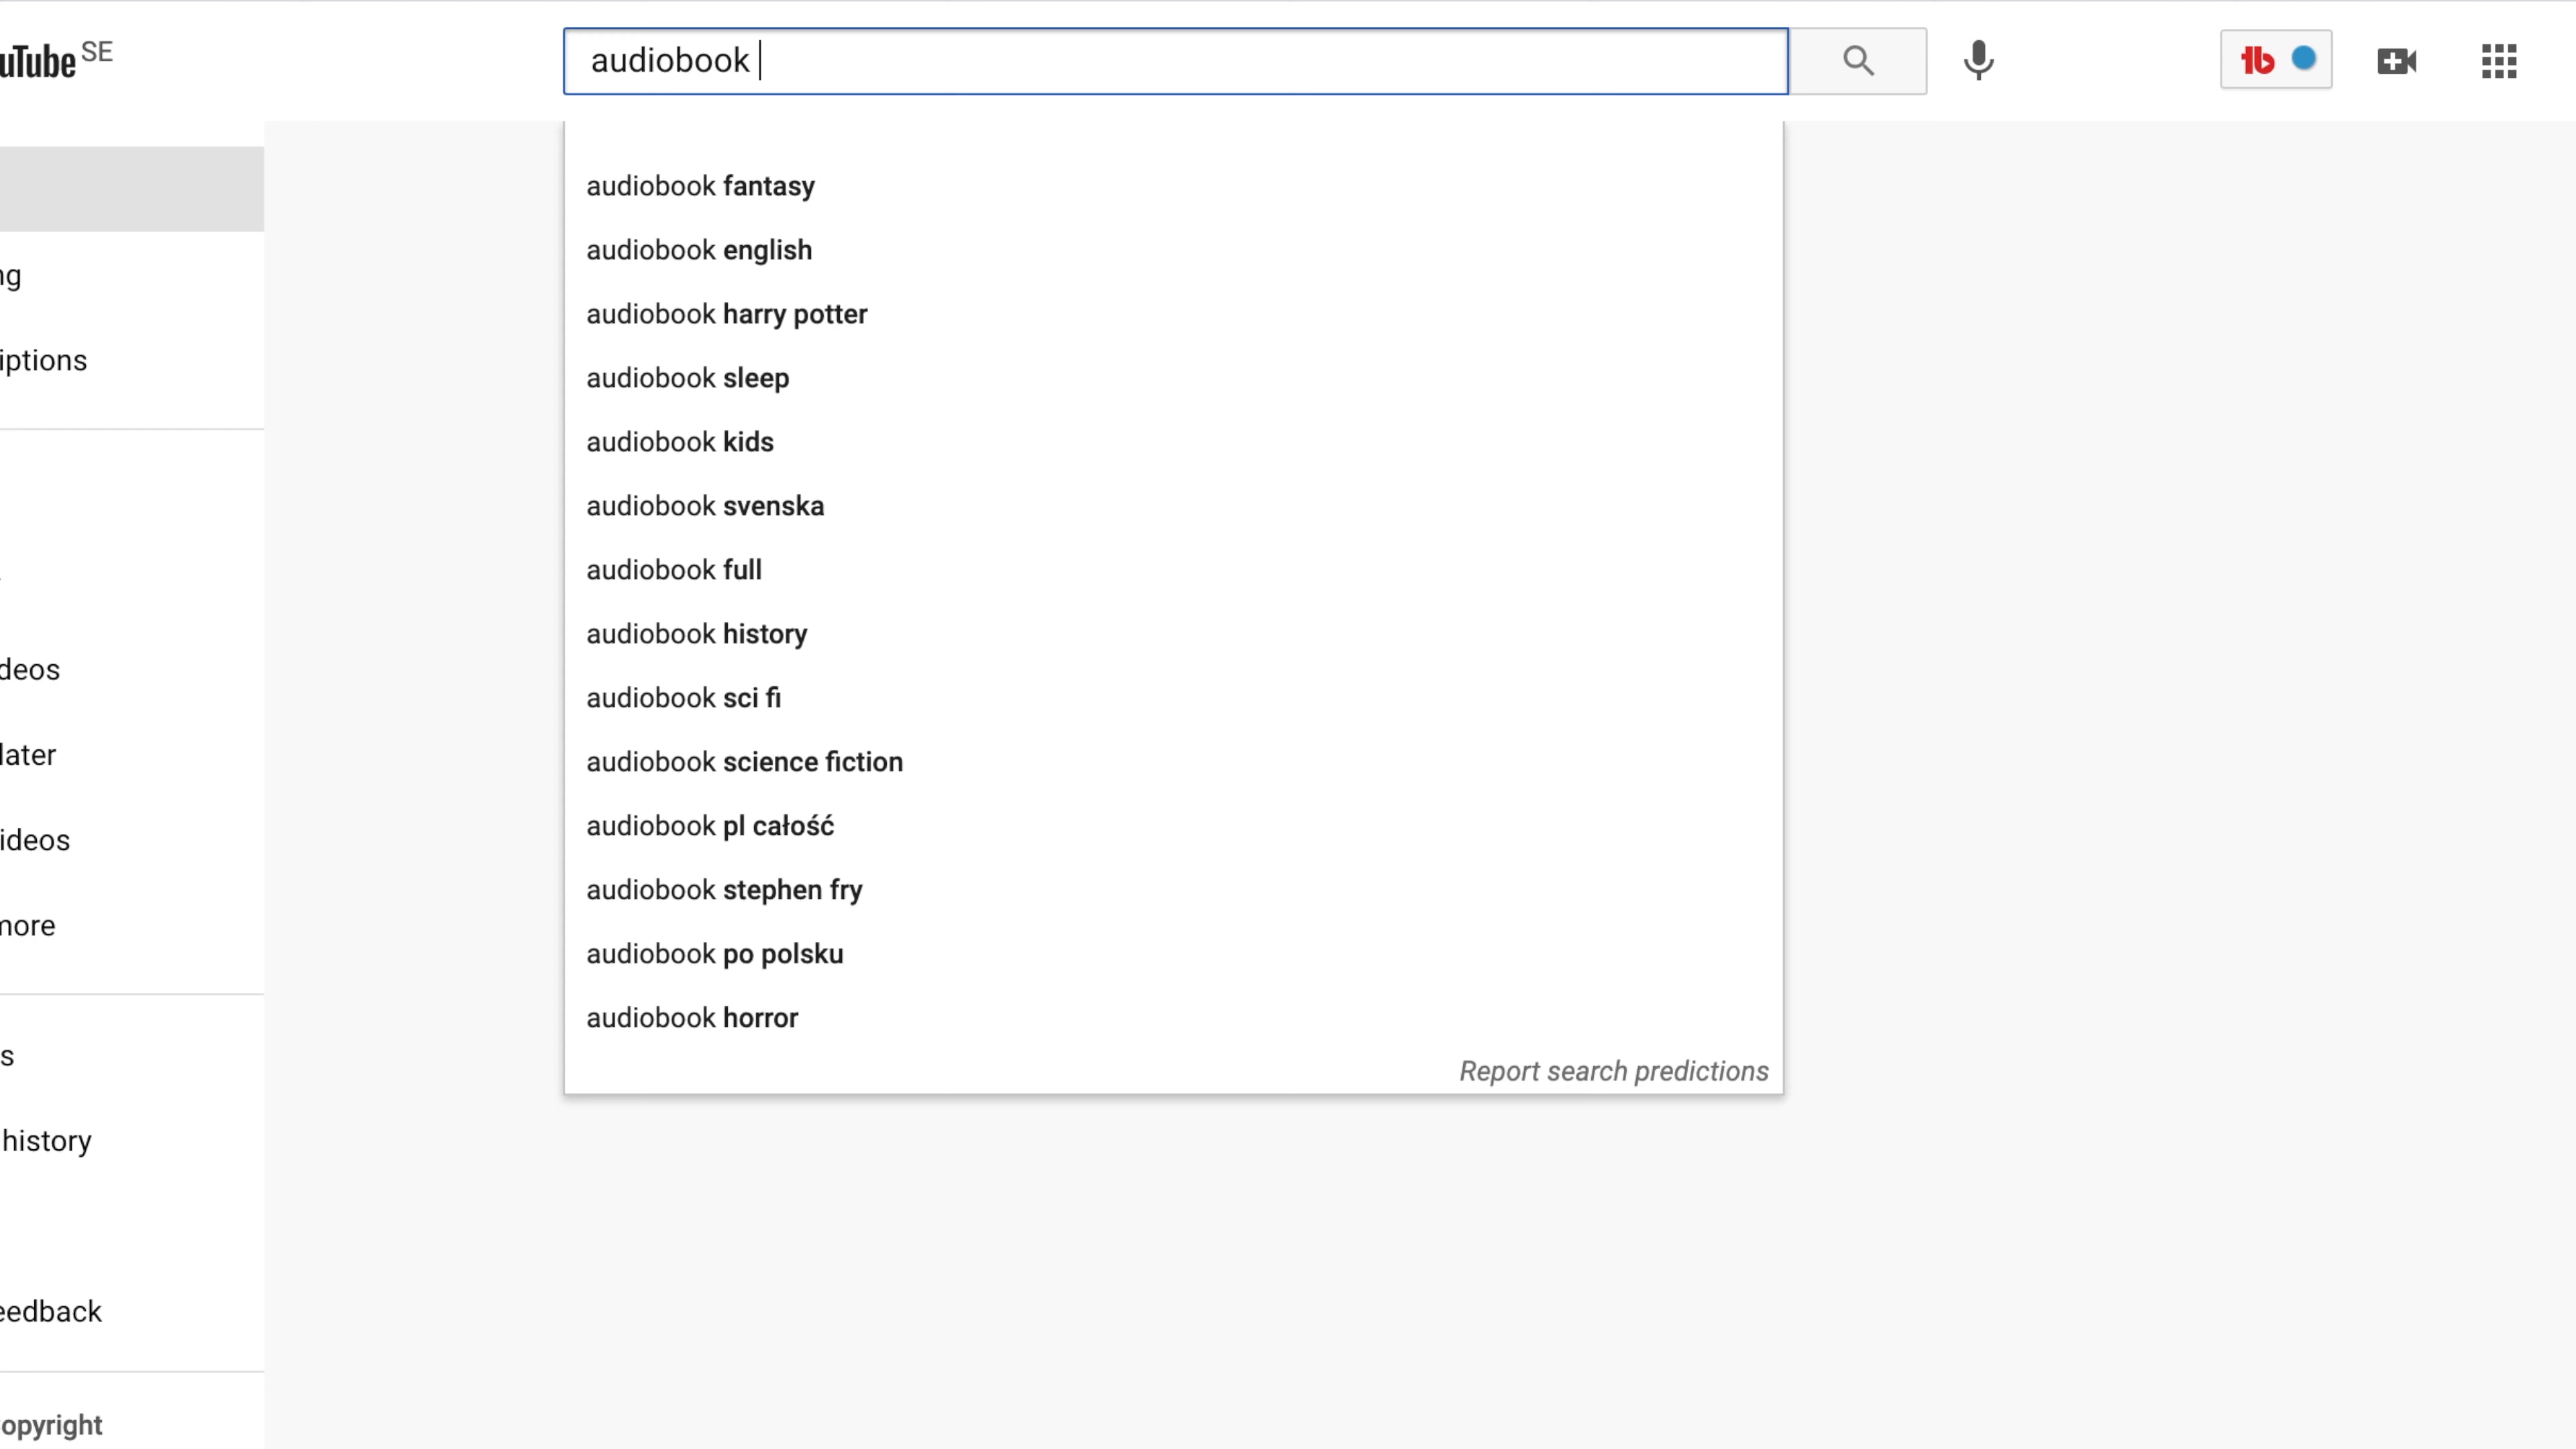 uTube SE
audiobook
audiobook fantasy
audiobook english
audiobook harry potter
audiobook sleep
audiobook kids
audiobook svenska
audiobook full
audiobook history
audiobook sci fi
audiobook science fiction
audiobook pl całość
audiobook stephen fry
audiobook po polsku
audiobook horror
Report search predictions
ng
iptions
deos
later
ideos
more
s
history
eedback
opyright